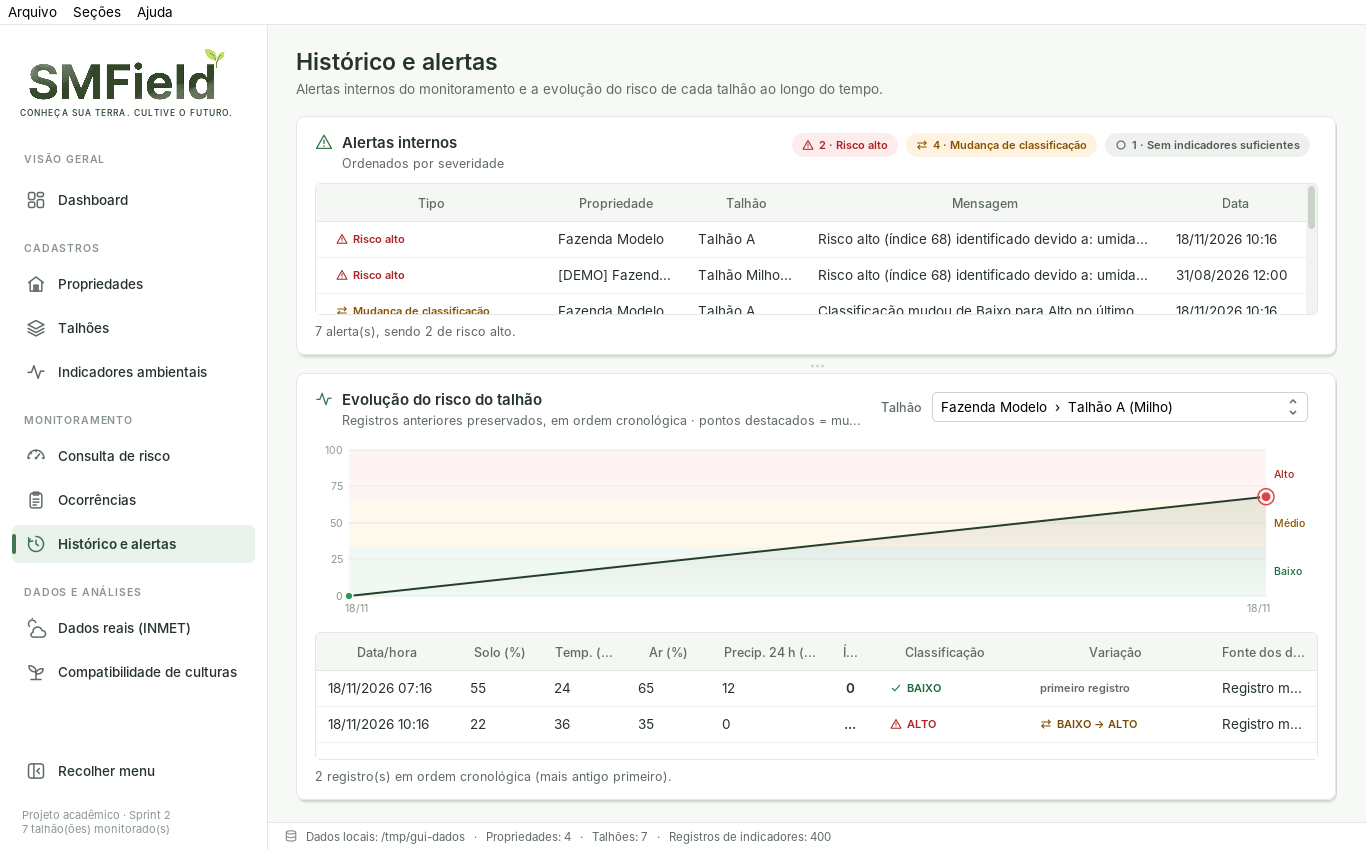 Arquivo Seções Ajuda
SMField
CONHEÇA SUA TERRA. CULTIVE O FUTURO.
VISÃO GERAL
Dashboard
CADASTROS
Propriedades
Talhões
Indicadores ambientais
MONITORAMENTO
Consulta de risco
Ocorrências
Histórico e alertas
DADOS E ANÁLISES
Dados reais (INMET)
Compatibilidade de culturas
Recolher menu
Projeto acadêmico · Sprint 2
7 talhão(ões) monitorado(s)
Histórico e alertas
Alertas internos do monitoramento e a evolução do risco de cada talhão ao longo do tempo.
Alertas internos
Ordenados por severidade
2 · Risco alto
4 · Mudança de classificação
1 · Sem indicadores suficientes
Tipo Propriedade Talhão Mensagem Data
Risco alto Fazenda Modelo Talhão A Risco alto (índice 68) identificado devido a: umida... 18/11/2026 10:16
Risco alto [DEMO] Fazend... Talhão Milho... Risco alto (índice 68) identificado devido a: umida... 31/08/2026 12:00
Mudança de classificação Fazenda Modelo Talhão A Classificação mudou de Baixo para Alto no último 18/11/2026 10:16
7 alerta(s), sendo 2 de risco alto.
Evolução do risco do talhão
Registros anteriores preservados, em ordem cronológica · pontos destacados = mu...
Talhão Fazenda Modelo › Talhão A (Milho)
100
75
50
25
0
Alto
Médio
Baixo
18/11 18/11
Data/hora Solo (%) Temp. (... Ar (%) Precip. 24 h (... Í... Classificação Variação Fonte dos d...
18/11/2026 07:16 55 24 65 12 0 BAIXO primeiro registro Registro m...
18/11/2026 10:16 22 36 35 0 ... ALTO BAIXO → ALTO Registro m...
2 registro(s) em ordem cronológica (mais antigo primeiro).
Dados locais: /tmp/gui-dados · Propriedades: 4 · Talhões: 7 · Registros de indicadores: 400